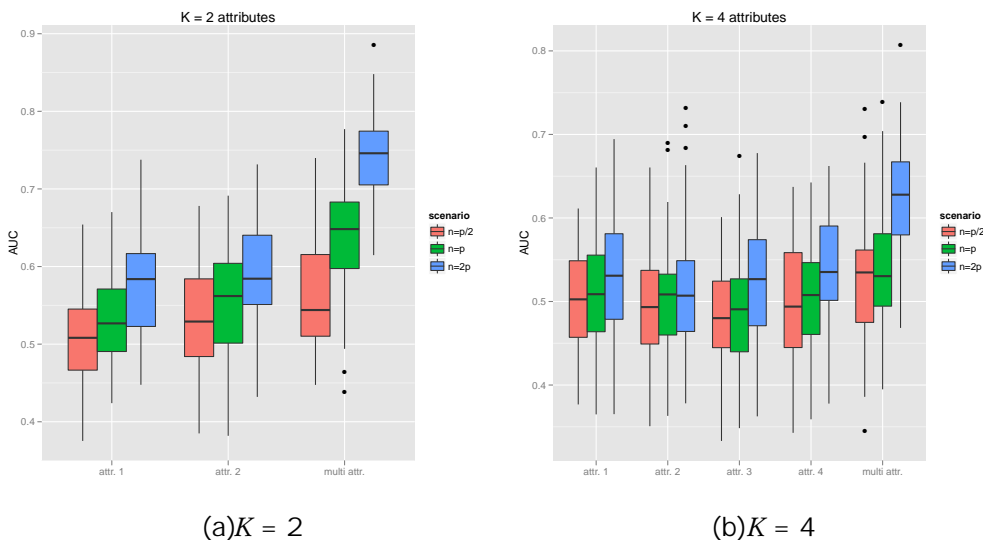 K = 2 attributes
0.9
0.8
0.7
0.6
0.5
0.4
AUC
attr. 1
attr. 2
multi attr.
scenario
n=p/2
n=p
n=2p
(a)K = 2
K = 4 attributes
0.8
0.7
0.6
0.5
0.4
AUC
attr. 1
attr. 2
attr. 3
attr. 4
multi attr.
scenario
n=p/2
n=p
n=2p
(b)K = 4